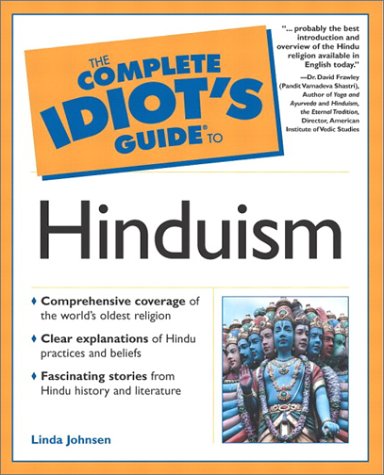 THE
COMPLETE
IDIOT'S
GUIDE® TO
"... probably the best
introduction and
overview of the Hindu
religion available in
English today."
—Dr. David Frawley
(Pandit Vamadeva Shastri),
Author of Yoga and
Ayurveda and Hinduism,
the Eternal Tradition,
Director, American
Institute of Vedic Studies
Hinduism
♦ Comprehensive coverage of
the world's oldest religion
♦ Clear explanations of Hindu
practices and beliefs
♦ Fascinating stories from
Hindu history and literature
Linda Johnsen